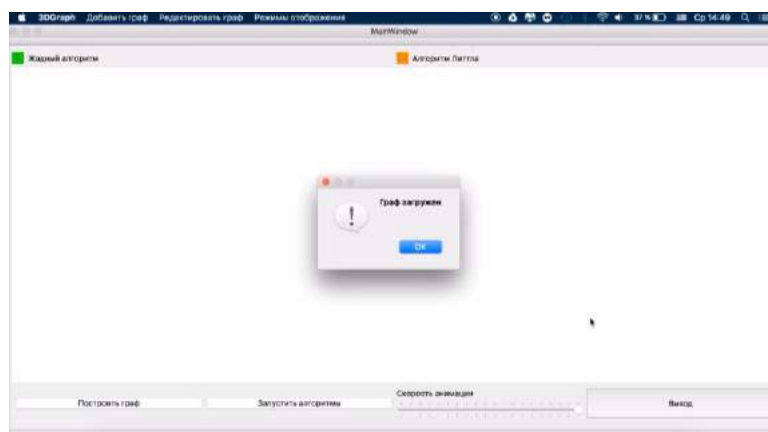 3DGraph Добавить граф Редактировать граф Режимы отображения 37 % Ср 14:49
MainWindow
Жадный алгоритм Алгоритм Литтла
Граф загружен
OK
Скорость анимации
Построить граф Запустить алгоритмы Выход